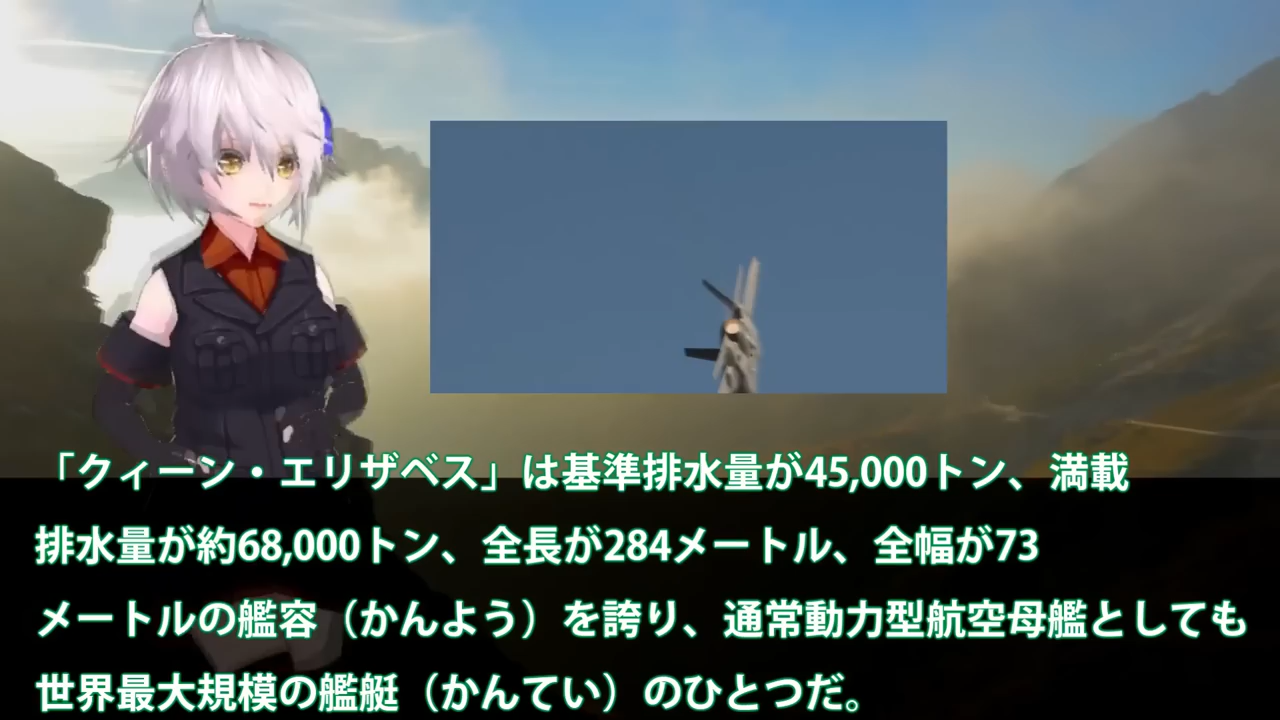 「クィーン・エリザベス」は基準排水量が45,000トン、満載
排水量が約68,000トン、全長が284メートル、全幅が73
メートルの艦容（かんよう）を誇り、通常動力型航空母艦としても
世界最大規模の艦艇（かんてい）のひとつだ。